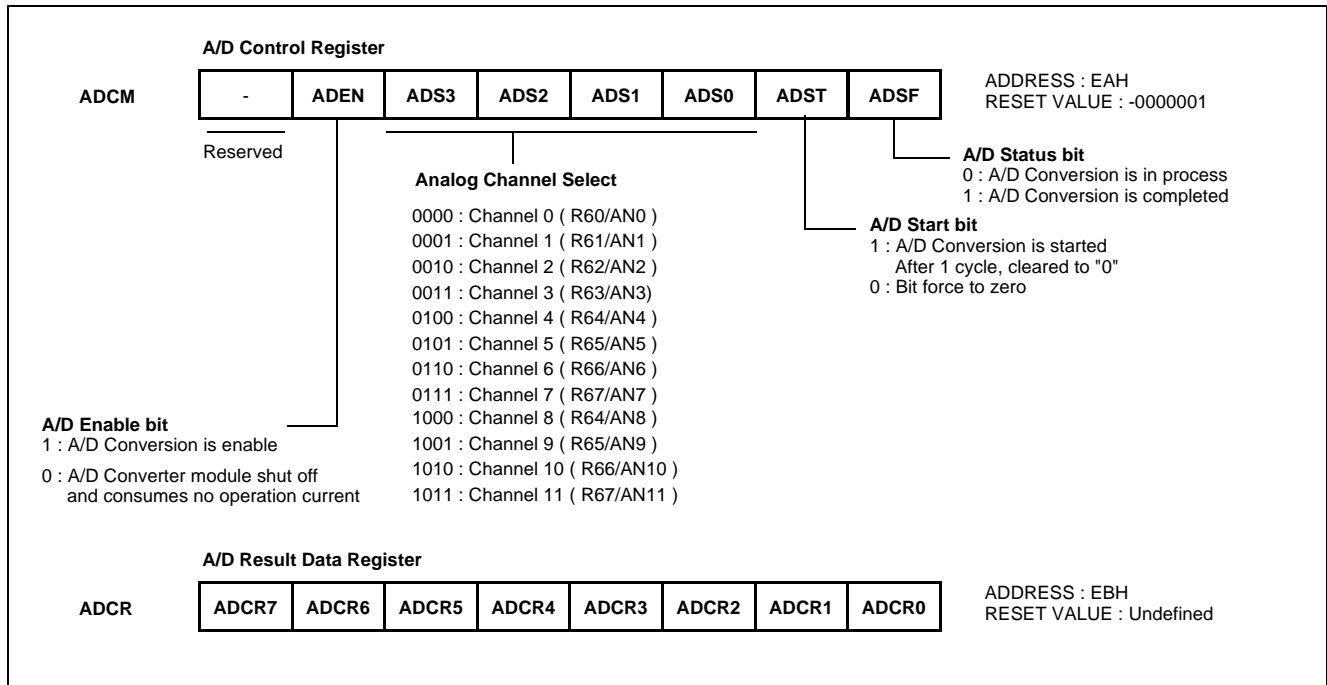 A/D Control Register
ADCM - ADEN ADS3 ADS2 ADS1 ADS0 ADST ADSF
ADDRESS : EAH
RESET VALUE : -0000001
Reserved
A/D Status bit
0 : A/D Conversion is in process
1 : A/D Conversion is completed
Analog Channel Select
0000 : Channel 0 ( R60/AN0 )
0001 : Channel 1 ( R61/AN1 )
0010 : Channel 2 ( R62/AN2 )
0011 : Channel 3 ( R63/AN3)
0100 : Channel 4 ( R64/AN4 )
0101 : Channel 5 ( R65/AN5 )
0110 : Channel 6 ( R66/AN6 )
0111 : Channel 7 ( R67/AN7 )
1000 : Channel 8 ( R64/AN8 )
1001 : Channel 9 ( R65/AN9 )
1010 : Channel 10 ( R66/AN10 )
1011 : Channel 11 ( R67/AN11 )
A/D Start bit
1 : A/D Conversion is started
After 1 cycle, cleared to "0"
0 : Bit force to zero
A/D Enable bit
1 : A/D Conversion is enable
0 : A/D Converter module shut off
and consumes no operation current
A/D Result Data Register
ADCR ADCR7 ADCR6 ADCR5 ADCR4 ADCR3 ADCR2 ADCR1 ADCR0
ADDRESS : EBH
RESET VALUE : Undefined